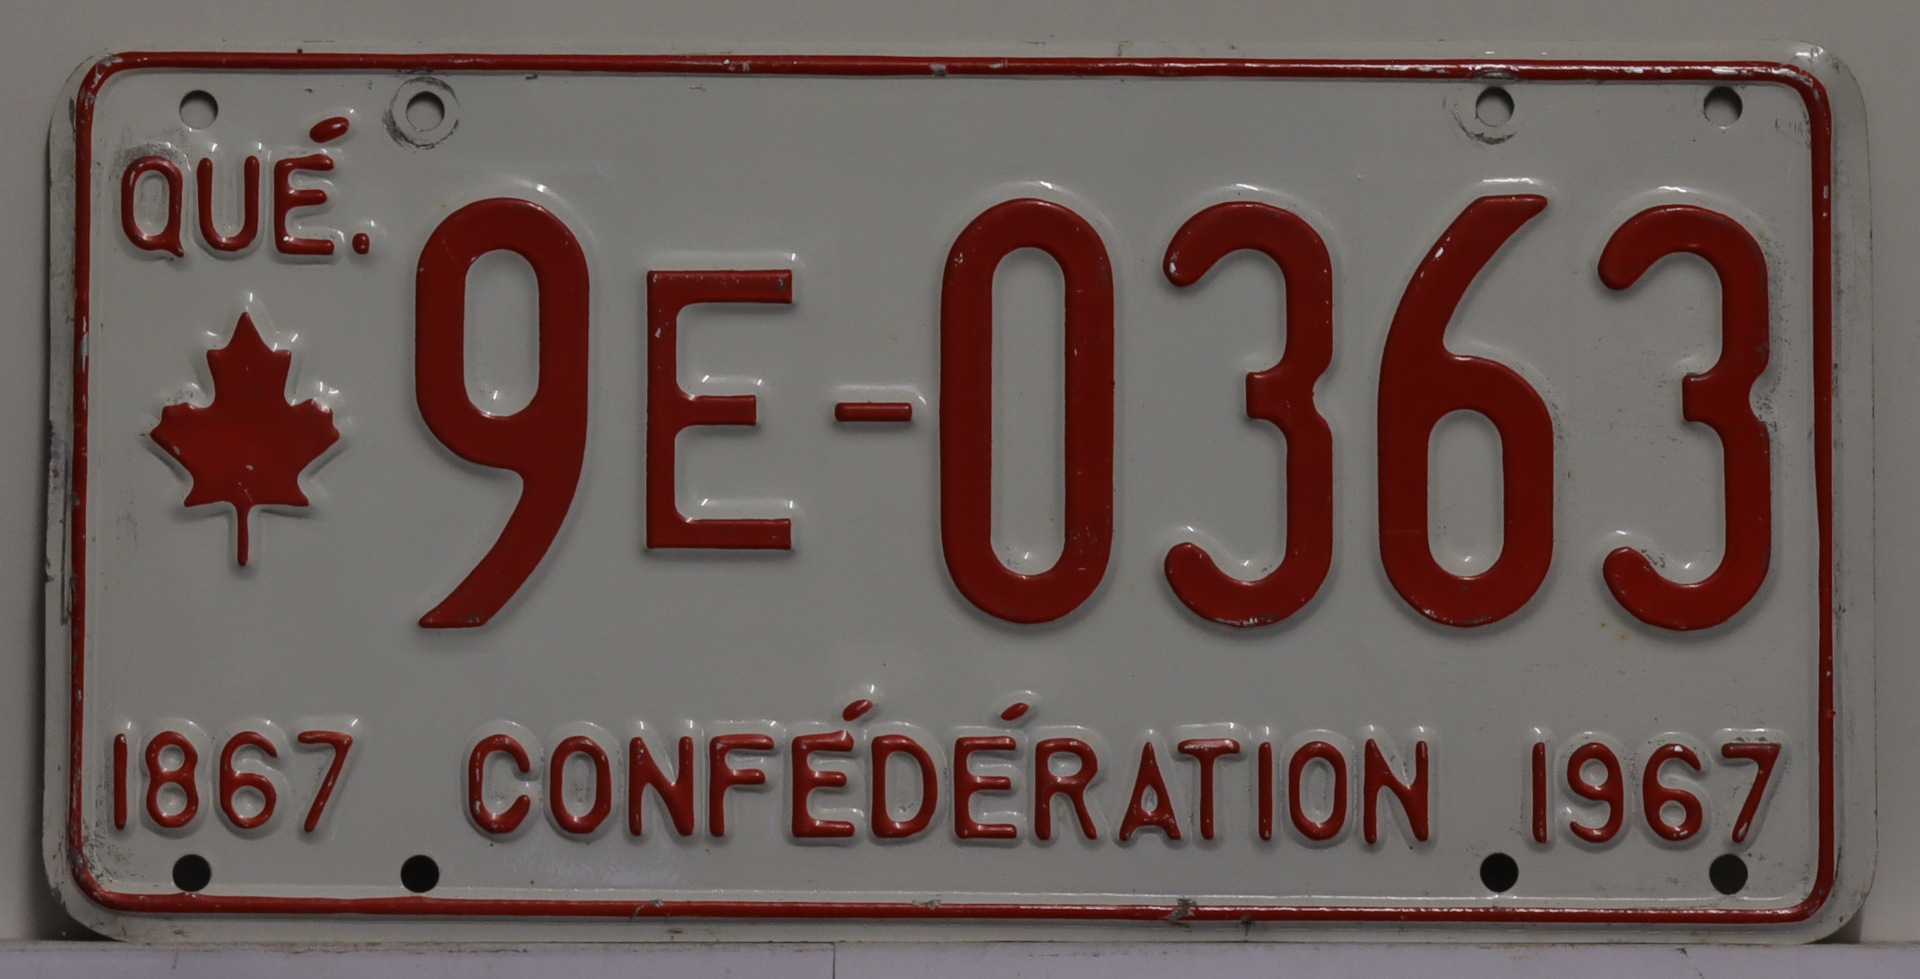 QUÉ.
9E-0363
1867 CONFÉDÉRATION 1967